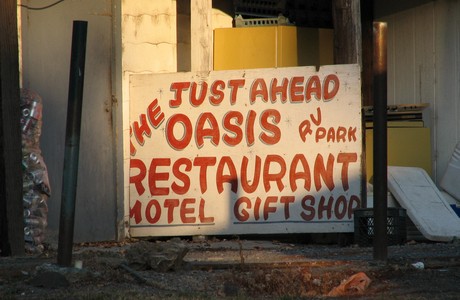 JUST AHEAD
THE OASIS RV PARK
RESTAURANT
MOTEL GIFT SHOP